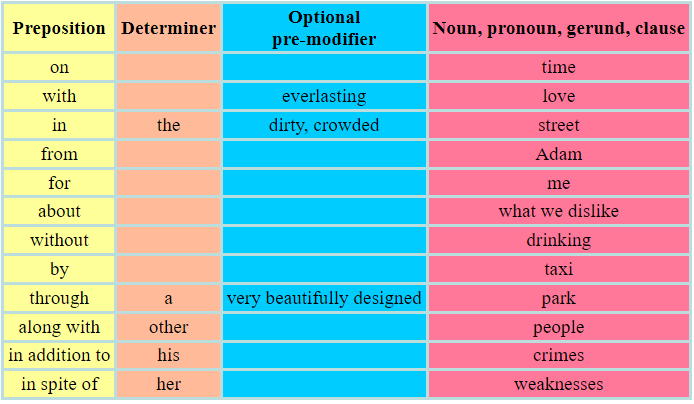 Preposition Determiner Optional pre-modifier Noun, pronoun, gerund, clause
on time
with everlasting love
in the dirty, crowded street
from Adam
for me
about what we dislike
without drinking
by taxi
through a very beautifully designed park
along with other people
in addition to his crimes
in spite of her weaknesses